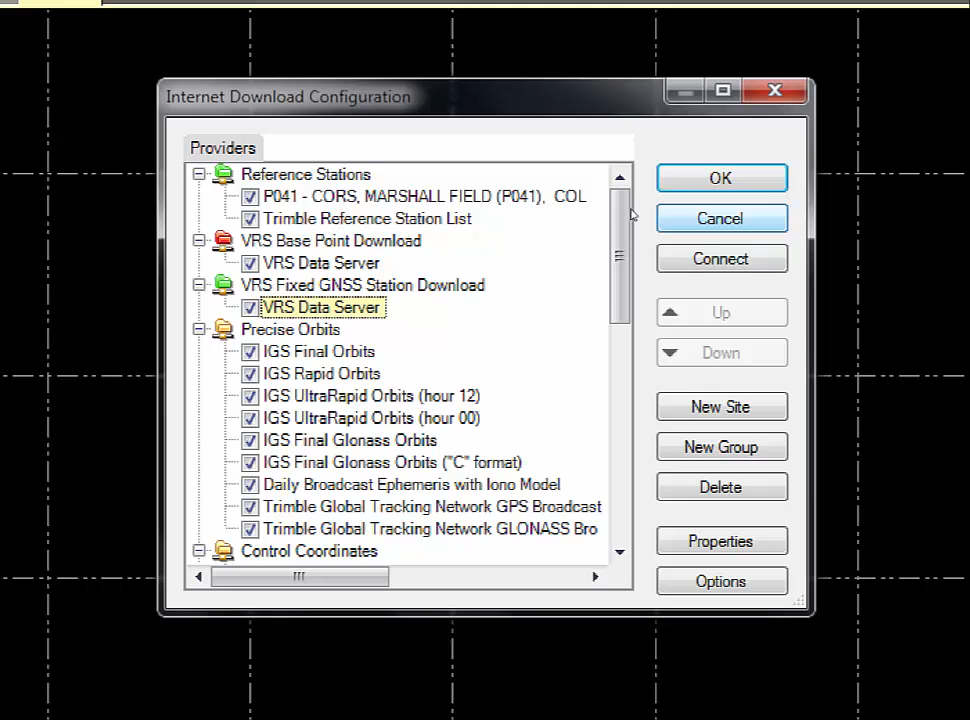 Internet Download Configuration
Providers
Reference Stations
P041 - CORS, MARSHALL FIELD (P041), COL
Trimble Reference Station List
VRS Base Point Download
VRS Data Server
VRS Fixed GNSS Station Download
VRS Data Server
Precise Orbits
IGS Final Orbits
IGS Rapid Orbits
IGS UltraRapid Orbits (hour 12)
IGS UltraRapid Orbits (hour 00)
IGS Final Glonass Orbits
IGS Final Glonass Orbits ("C" format)
Daily Broadcast Ephemeris with Iono Model
Trimble Global Tracking Network GPS Broadcast
Trimble Global Tracking Network GLONASS Bro
Control Coordinates
OK
Cancel
Connect
Up
Down
New Site
New Group
Delete
Properties
Options